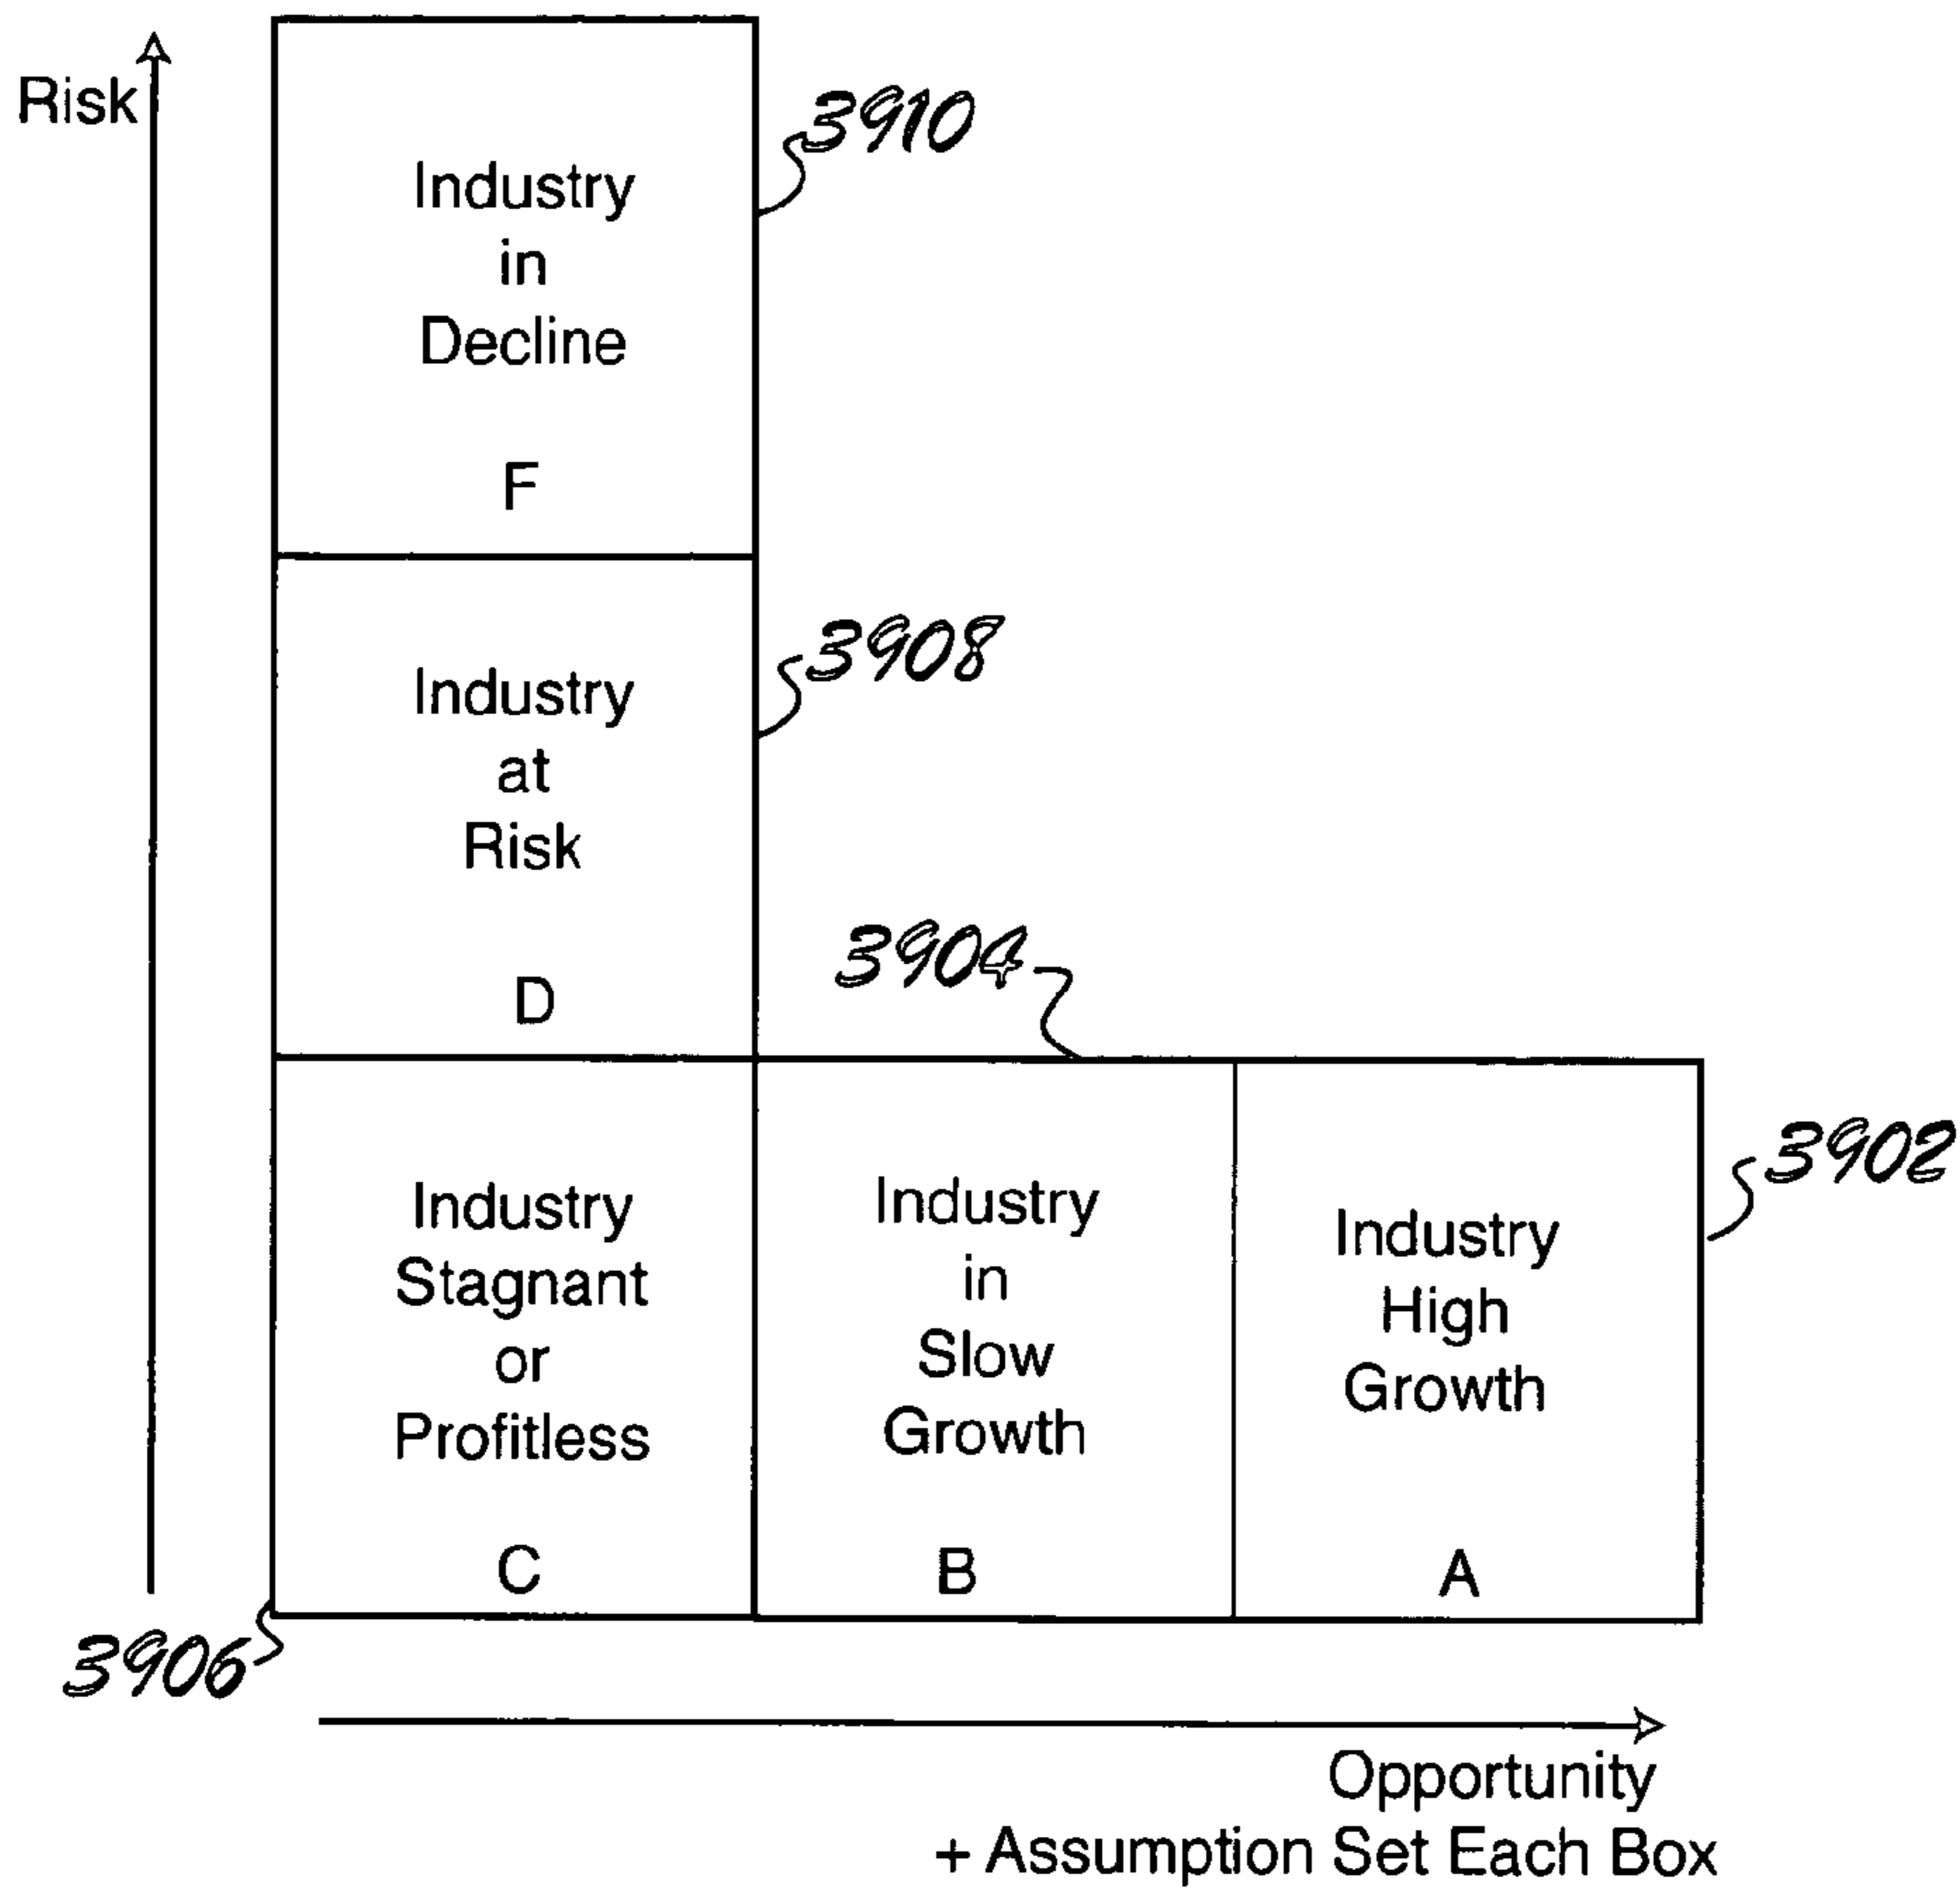 Risk
3910
Industry
in
Decline
F
3908
Industry
at
Risk
D
3904
3902
Industry
Stagnant
or
Profitless
C
Industry
in
Slow
Growth
B
Industry
High
Growth
A
3906
Opportunity
+ Assumption Set Each Box